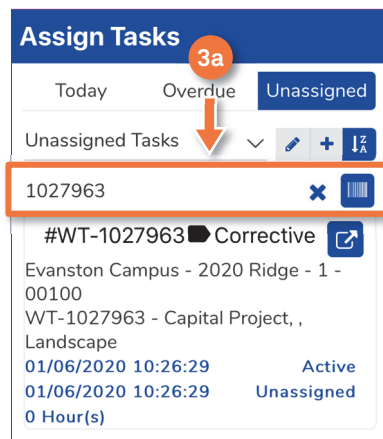 Assign Tasks
3a
Today Overdue Unassigned
Unassigned Tasks
1027963
#WT-1027963 Corrective
Evanston Campus - 2020 Ridge - 1 -
00100
WT-1027963 - Capital Project, ,
Landscape
01/06/2020 10:26:29 Active
01/06/2020 10:26:29 Unassigned
0 Hour(s)